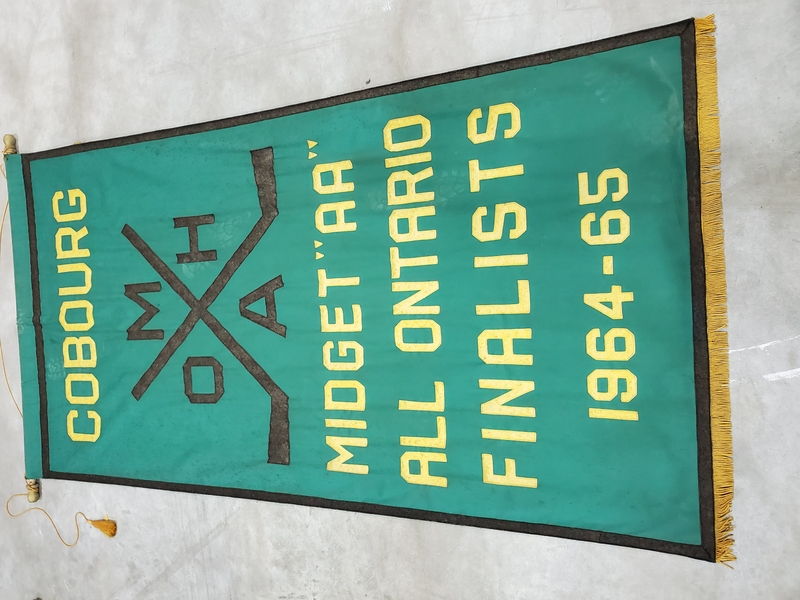 COBOURG
M
O H
A
MIDGET "AA"
ALL ONTARIO
FINALISTS
1964-65